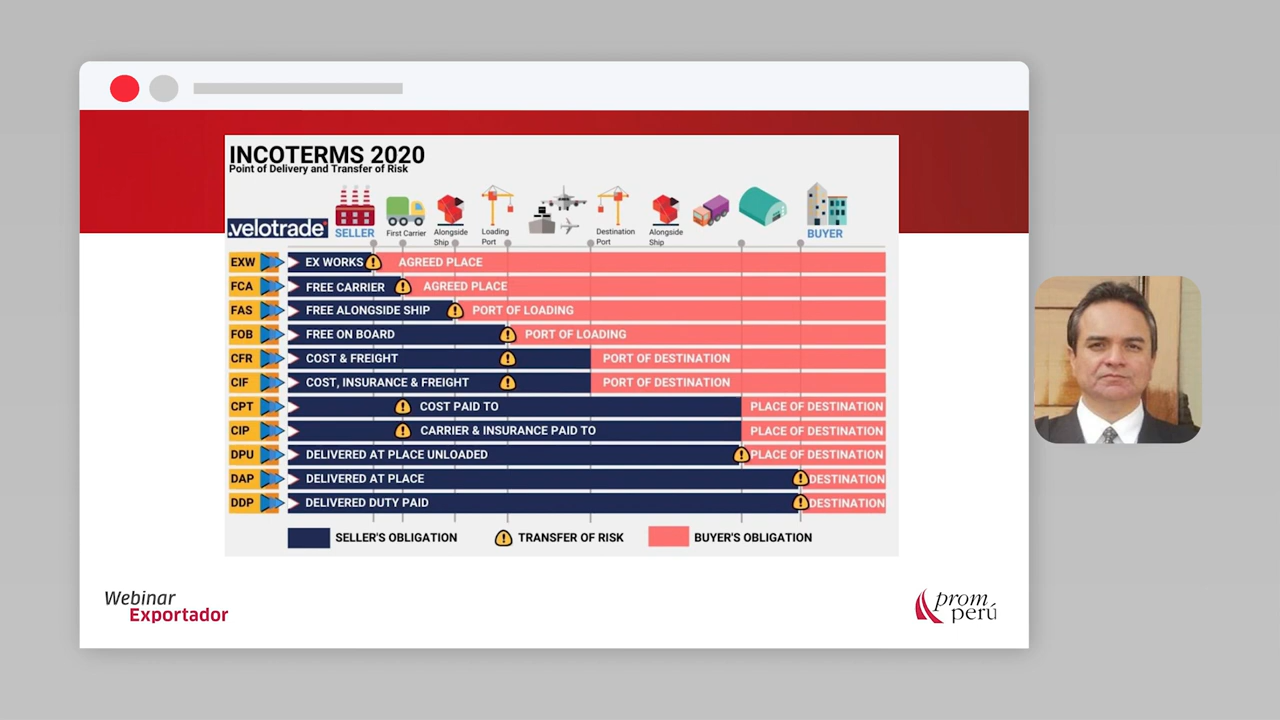 INCOTERMS 2020
Point of Delivery and Transfer of Risk
.velotrade
SELLER
First Carrier
Alongside
Ship
Loading
Port
Destination
Port
Alongside
Ship
BUYER
EXW EX WORKS AGREED PLACE
FCA FREE CARRIER AGREED PLACE
FAS FREE ALONGSIDE SHIP PORT OF LOADING
FOB FREE ON BOARD PORT OF LOADING
CFR COST & FREIGHT PORT OF DESTINATION
CIF COST, INSURANCE & FREIGHT PORT OF DESTINATION
CPT COST PAID TO PLACE OF DESTINATION
CIP CARRIER & INSURANCE PAID TO PLACE OF DESTINATION
DPU DELIVERED AT PLACE UNLOADED PLACE OF DESTINATION
DAP DELIVERED AT PLACE DESTINATION
DDP DELIVERED DUTY PAID DESTINATION
SELLER'S OBLIGATION TRANSFER OF RISK BUYER'S OBLIGATION
Webinar
Exportador
prom
perú